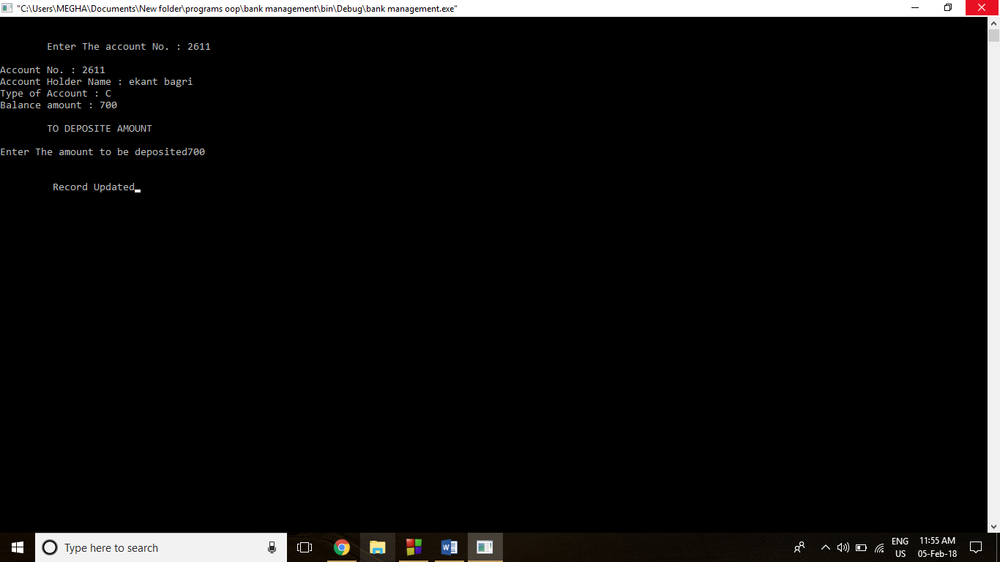 "C:\Users\MEGHA\Documents\New folder\programs oop\bank management\bin\Debug\bank management.exe"
Enter The account No. : 2611
Account No. : 2611
Account Holder Name : ekant bagri
Type of Account : C
Balance amount : 700
TO DEPOSITE AMOUNT
Enter The amount to be deposited700
Record Updated
Type here to search
W
ENG
US
11:55 AM
05-Feb-18